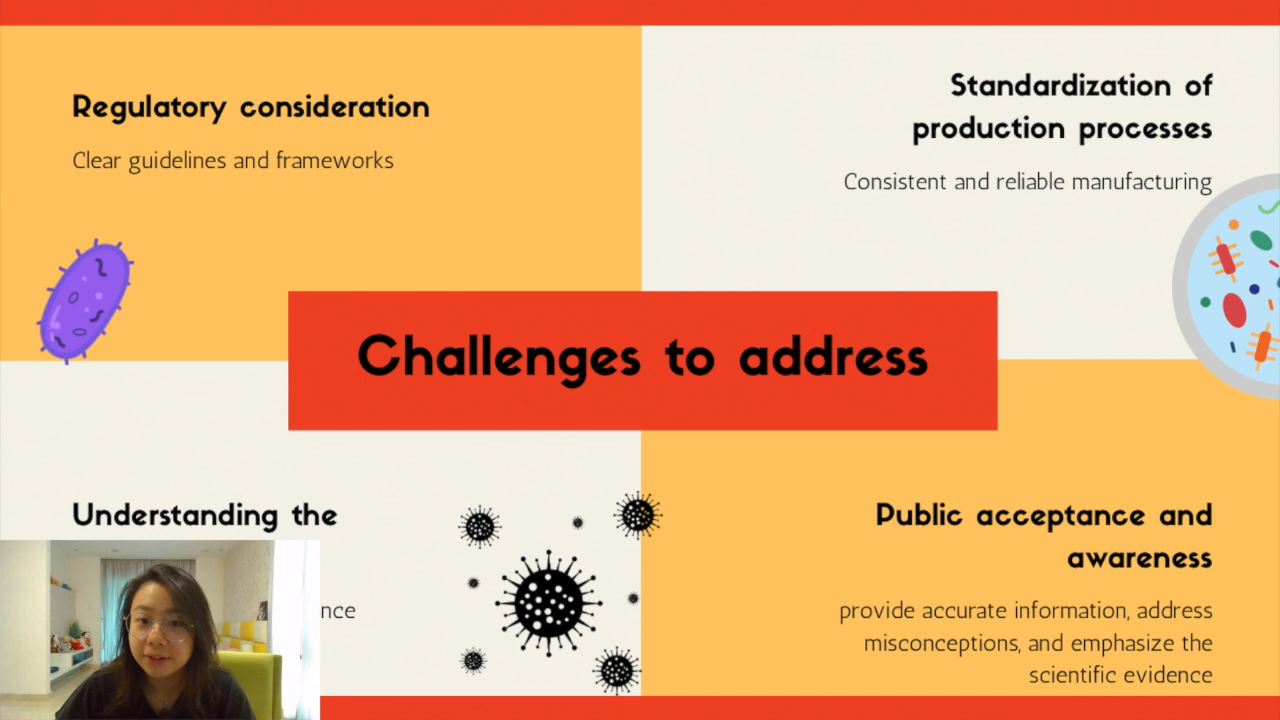 Regulatory consideration
Clear guidelines and frameworks
Standardization of
production processes
Consistent and reliable manufacturing
Challenges to address
Understanding the
Public acceptance and
awareness
provide accurate information, address
misconceptions, and emphasize the
scientific evidence